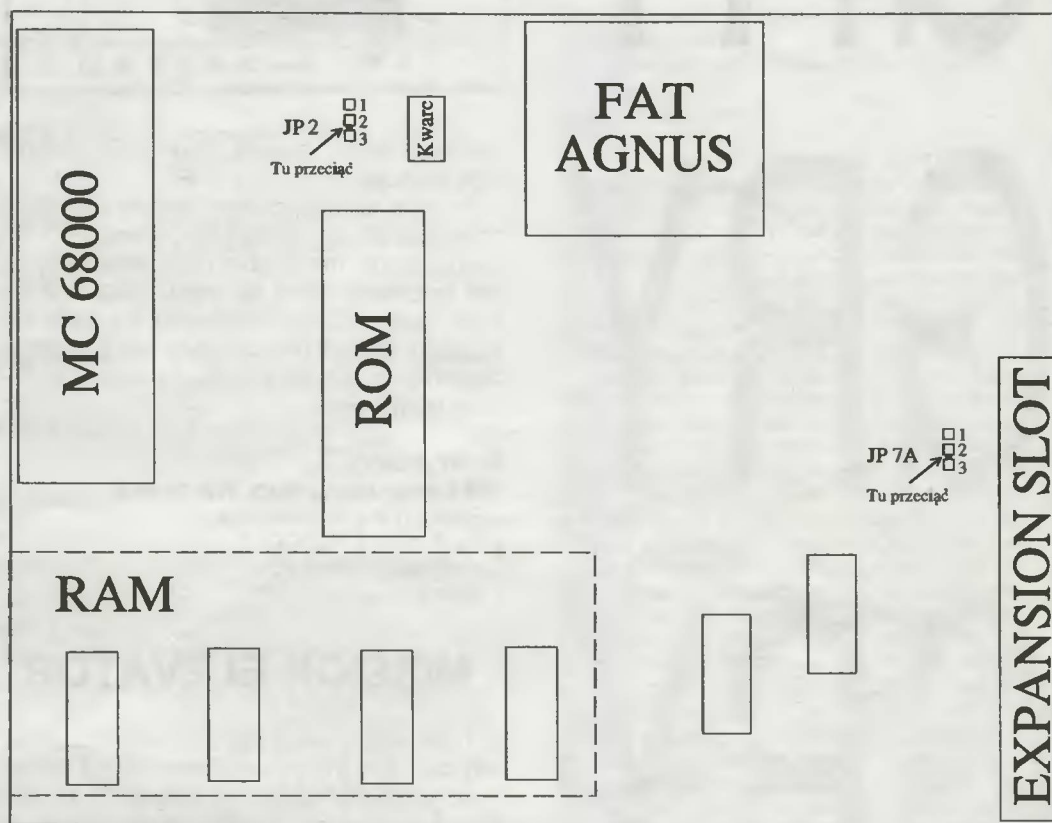 MC 68000
JP 2
1
2
3
Tu przeciąć
Kwarc
FAT
AGNUS
ROM
JP 7A
1
2
3
Tu przeciąć
EXPANSION SLOT
RAM